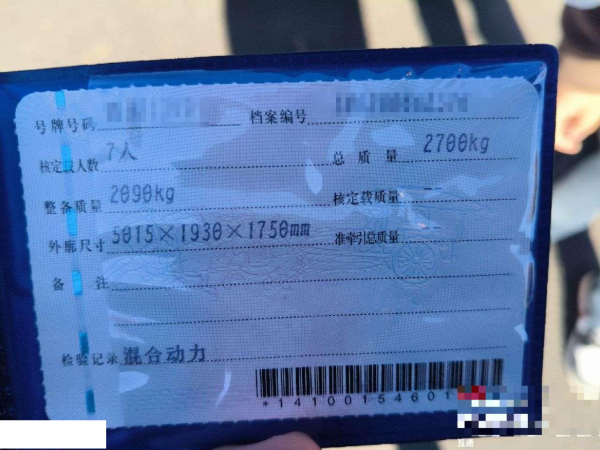 号牌号码 档案编号
核定载人数 7人 总质量 2700kg
整备质量 2090kg 核定载质量 --
外廓尺寸 5015×1930×1750mm 准牵引总质量 --
备注
检验记录 混合动力
*14100154601